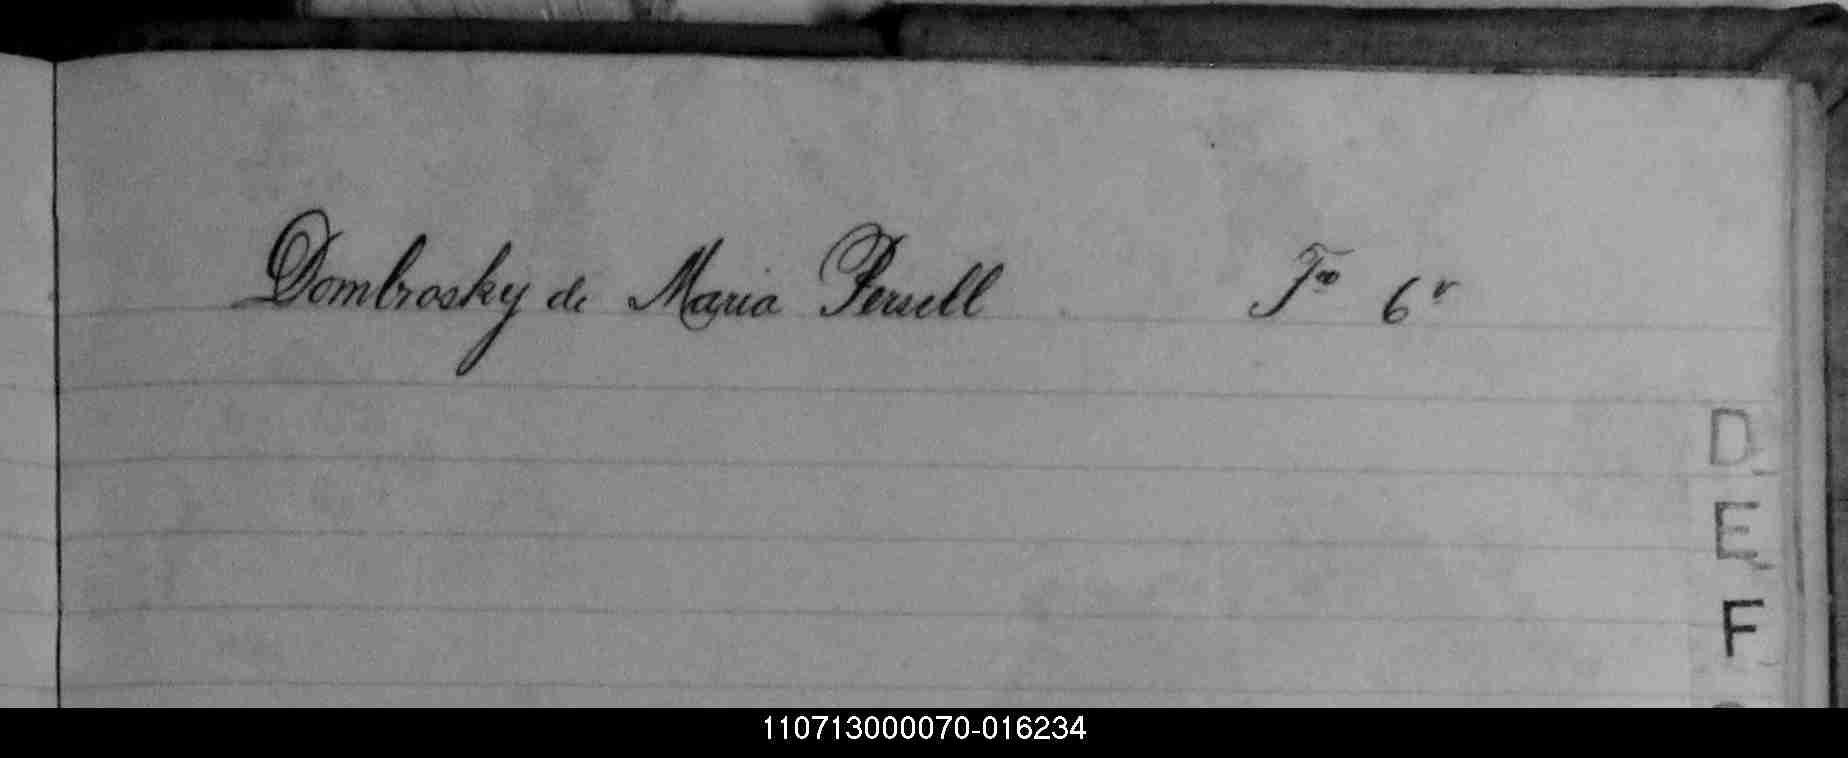 Dombrosky de Maria Persell Fo 6v
D
E
F
110713000070-016234